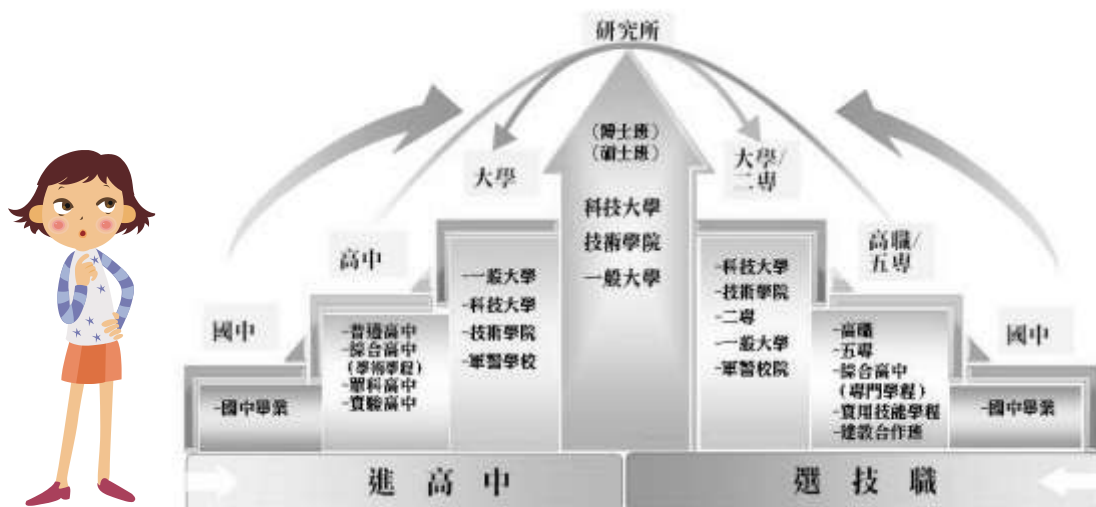 研究所
(博士班)
(碩士班)
科技大學
技術學院
一般大學
大學
-一般大學
-科技大學
-技術學院
-軍警學校
高中
-普通高中
-綜合高中
(學術學程)
-單科高中
-實驗高中
國中
-國中畢業
進高中
大學/
二專
-科技大學
-技術學院
-二專
-一般大學
-軍警校院
高職/
五專
-高職
-五專
-綜合高中
(專門學程)
-實用技能學程
-建教合作班
國中
-國中畢業
選技職